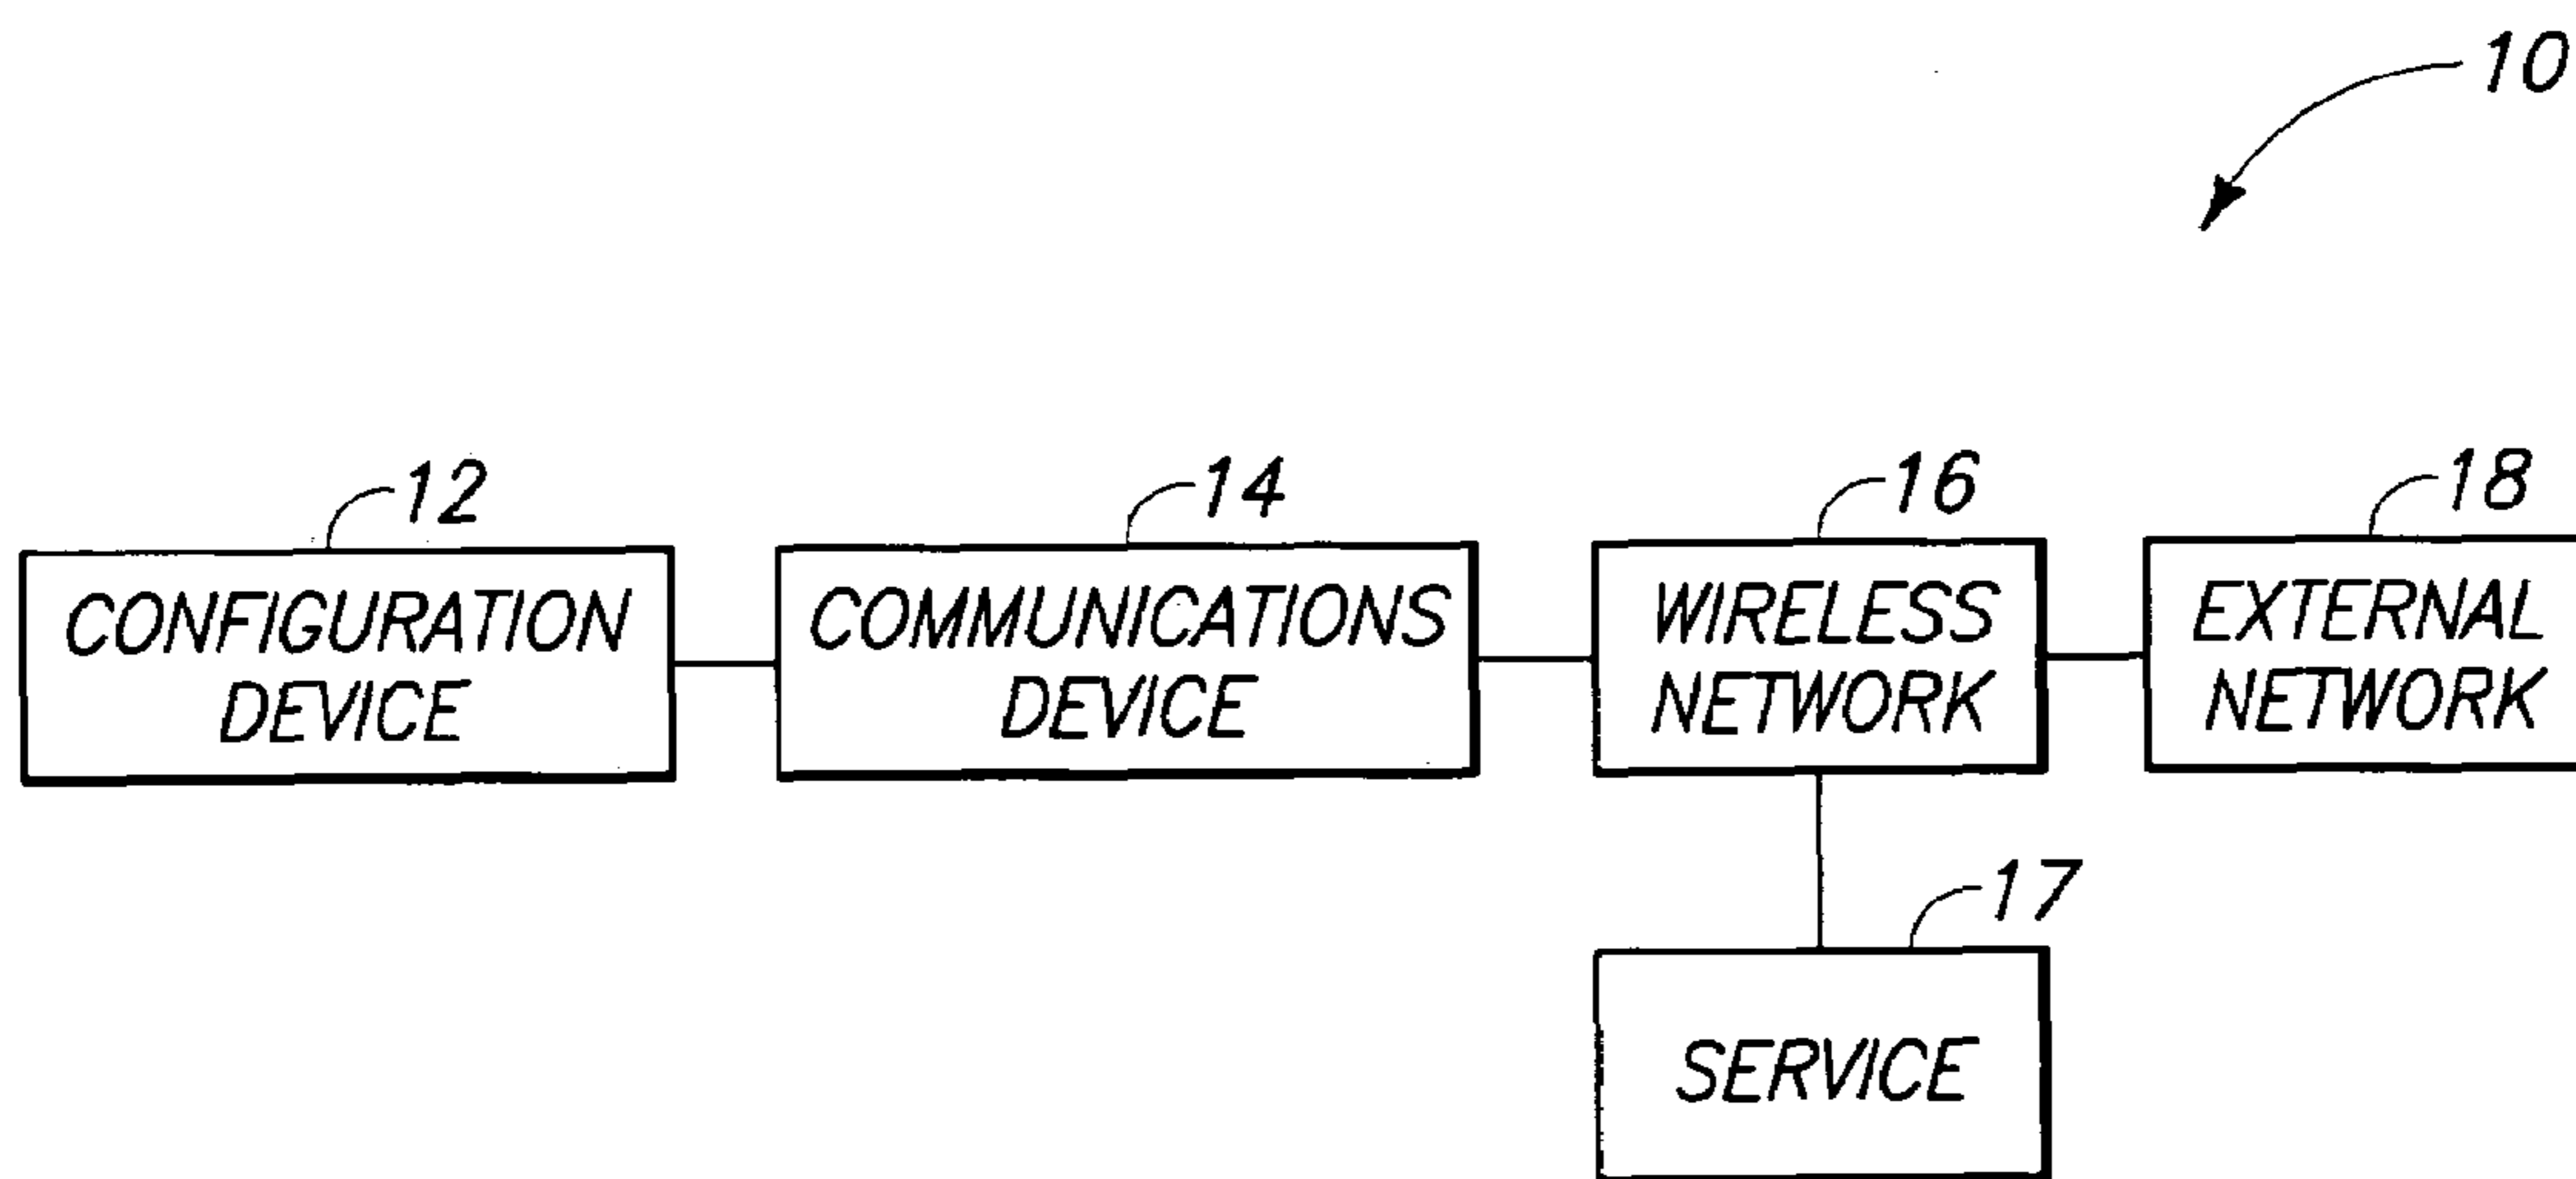 10
12
14
16
18
CONFIGURATION
DEVICE
COMMUNICATIONS
DEVICE
WIRELESS
NETWORK
EXTERNAL
NETWORK
17
SERVICE